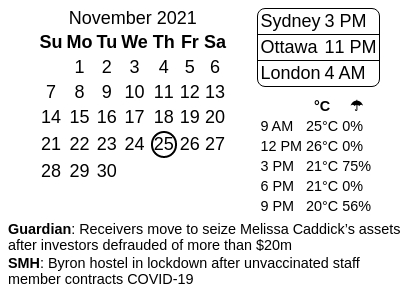 November 2021
Su Mo Tu We Th Fr Sa
1 2 3 4 5 6
7 8 9 10 11 12 13
14 15 16 17 18 19 20
21 22 23 24 25 26 27
28 29 30
Sydney 3 PM
Ottawa 11 PM
London 4 AM
°C ☂
9 AM 25°C 0%
12 PM 26°C 0%
3 PM 21°C 75%
6 PM 21°C 0%
9 PM 20°C 56%
Guardian: Receivers move to seize Melissa Caddick's assets
after investors defrauded of more than $20m
SMH: Byron hostel in lockdown after unvaccinated staff
member contracts COVID-19